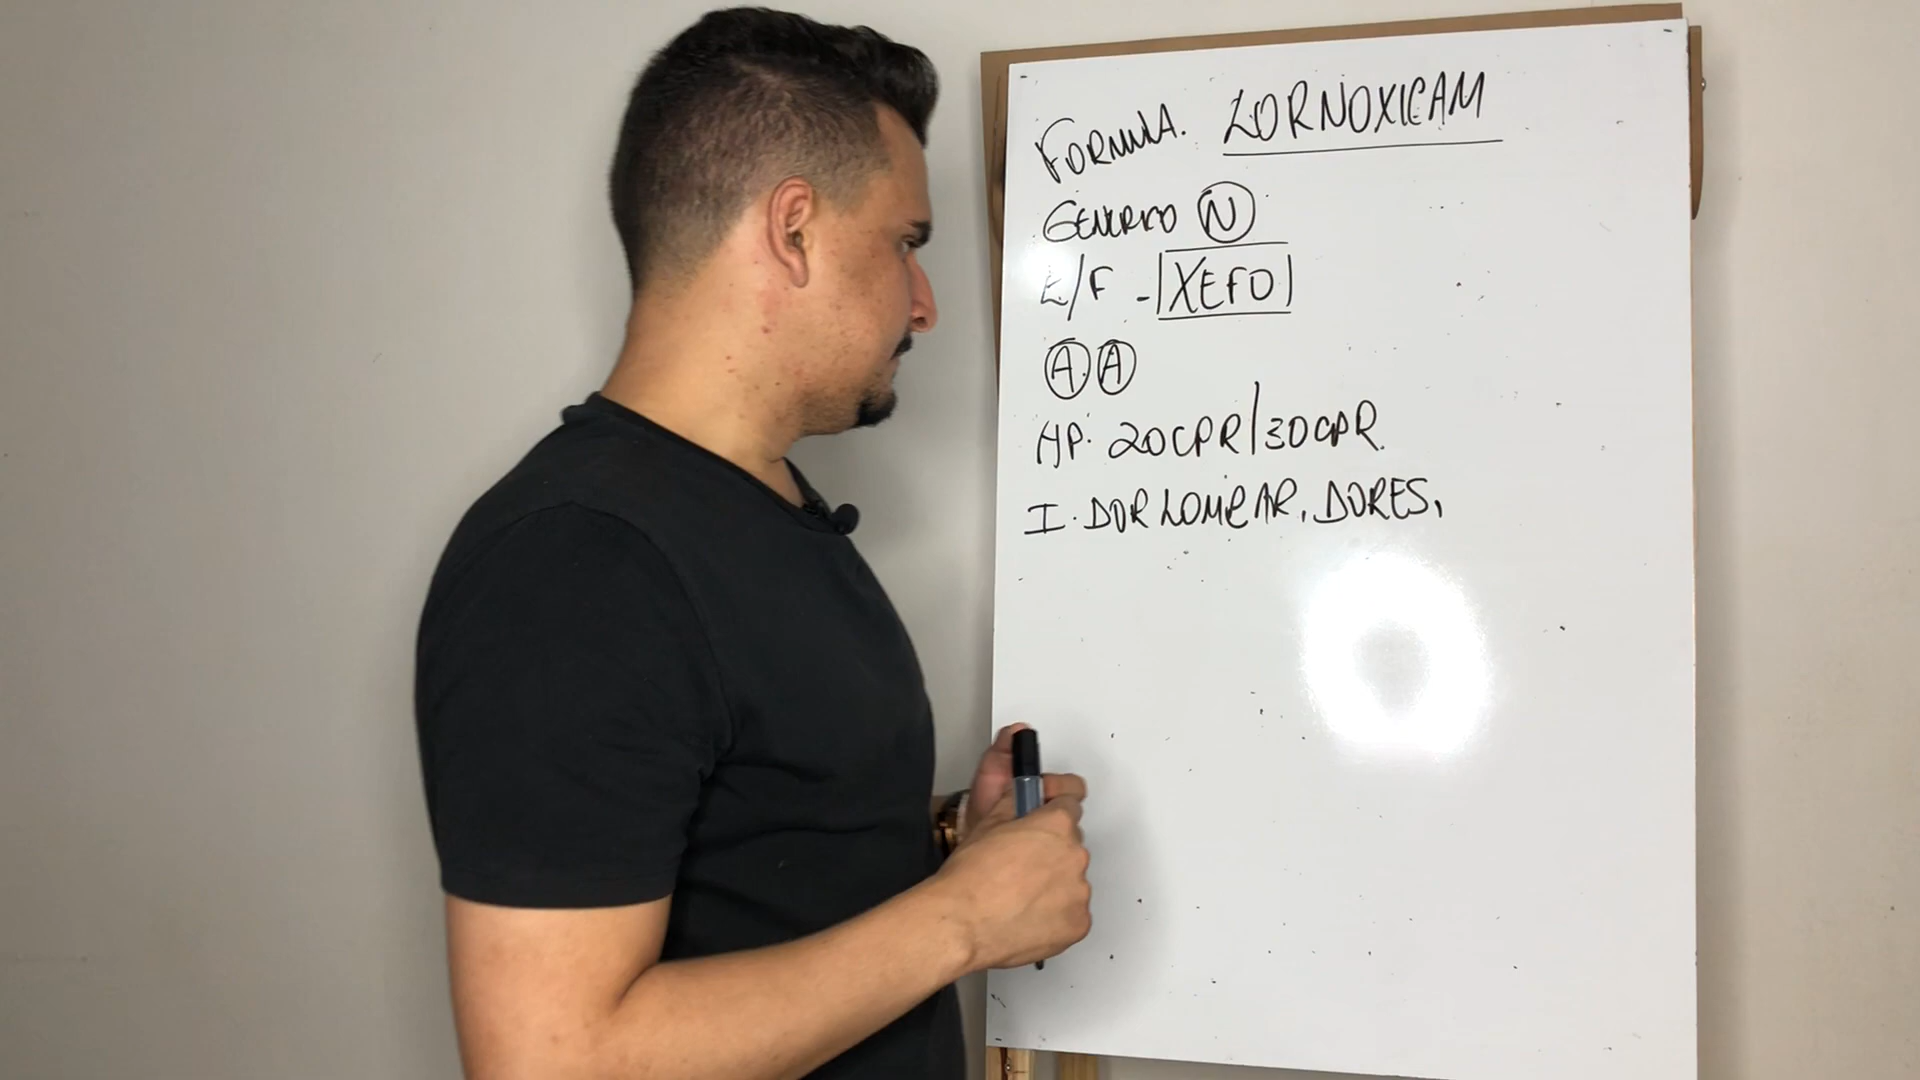 FORMULA. LORNOXICAM
GENERICO N
E/F - XEFO
A A
AP. 20CPR/30CPR.
I. DOR LOMBAR, DORES,